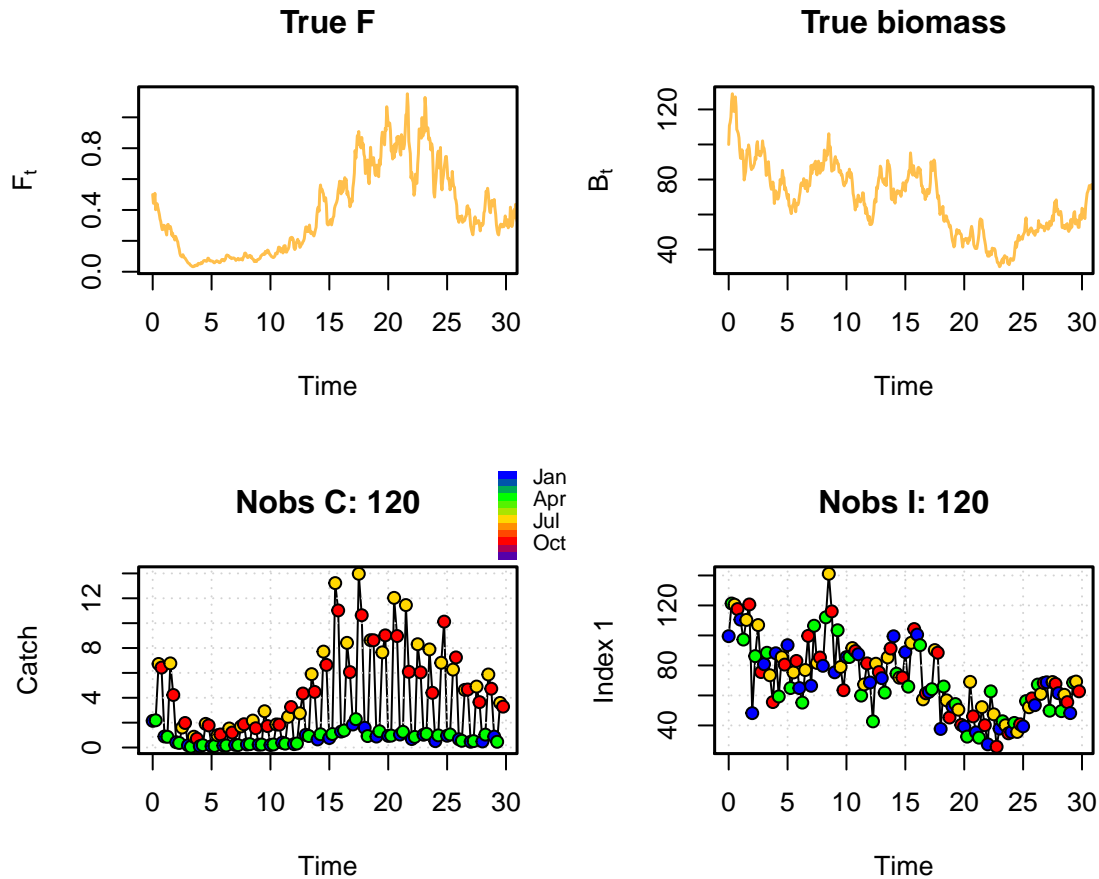 True F
F_t
0.0 0.4 0.8
0 5 10 15 20 25 30
Time
True biomass
B_t
40 80 120
0 5 10 15 20 25 30
Time
Nobs C: 120
Jan
Apr
Jul
Oct
Catch
0 4 8 12
0 5 10 15 20 25 30
Time
Nobs I: 120
Index 1
40 80 120
0 5 10 15 20 25 30
Time